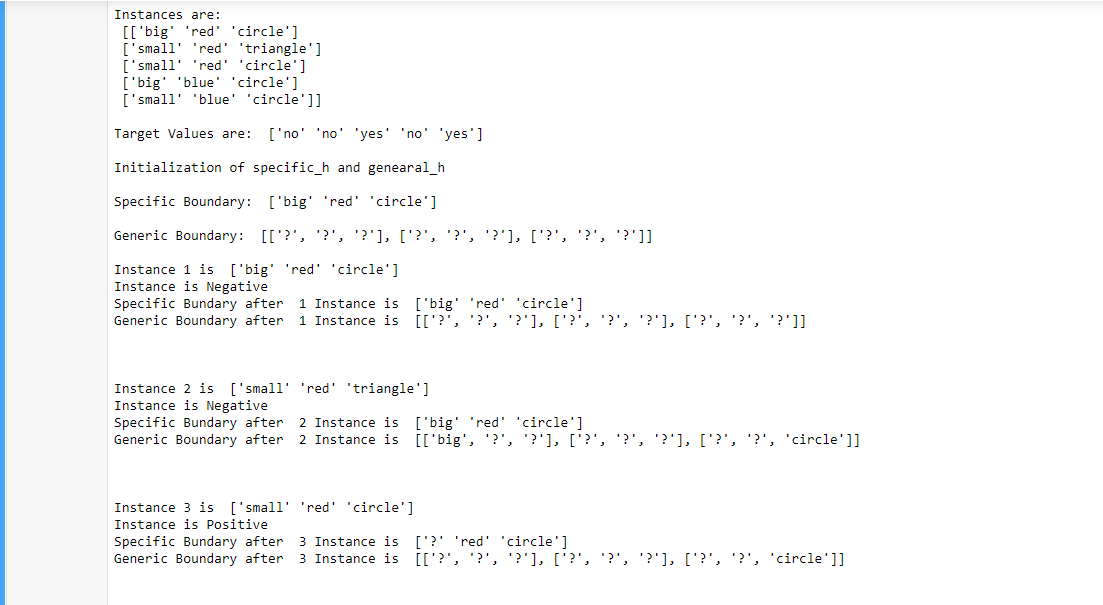 Instances are:
[['big' 'red' 'circle']
['small' 'red' 'triangle']
['small' 'red' 'circle']
['big' 'blue' 'circle']
['small' 'blue' 'circle']]
Target Values are:  ['no' 'no' 'yes' 'no' 'yes']
Initialization of specific_h and genearal_h
Specific Boundary:  ['big' 'red' 'circle']
Generic Boundary:  [['?', '?', '?'], ['?', '?', '?'], ['?', '?', '?']]
Instance 1 is  ['big' 'red' 'circle']
Instance is Negative
Specific Bundary after  1 Instance is  ['big' 'red' 'circle']
Generic Boundary after  1 Instance is  [['?', '?', '?'], ['?', '?', '?'], ['?', '?', '?']]
Instance 2 is  ['small' 'red' 'triangle']
Instance is Negative
Specific Bundary after  2 Instance is  ['big' 'red' 'circle']
Generic Boundary after  2 Instance is  [['big', '?', '?'], ['?', '?', '?'], ['?', '?', 'circle']]
Instance 3 is  ['small' 'red' 'circle']
Instance is Positive
Specific Bundary after  3 Instance is  ['?' 'red' 'circle']
Generic Boundary after  3 Instance is  [['?', '?', '?'], ['?', '?', '?'], ['?', '?', 'circle']]